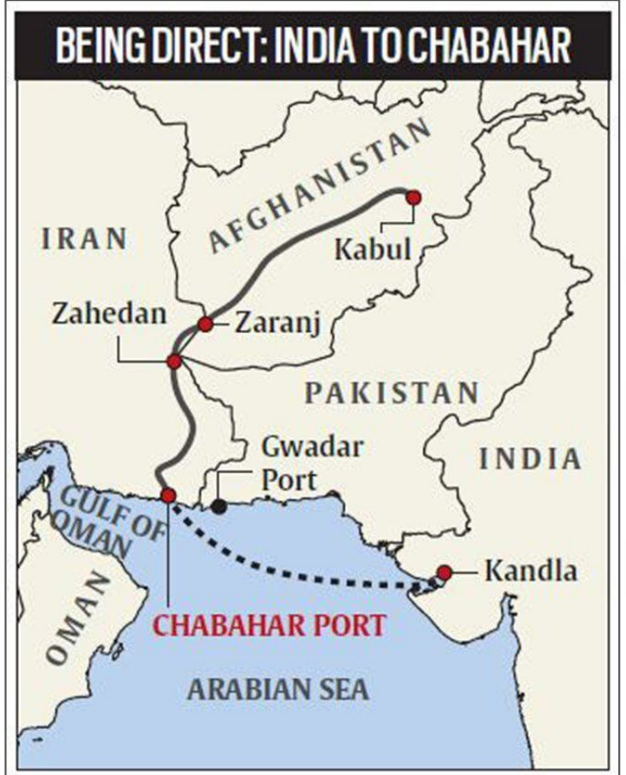 BEING DIRECT: INDIA TO CHABAHAR
AFGHANISTAN
IRAN
Kabul
Zahedan
Zaranj
PAKISTAN
Gwadar
Port
INDIA
GULF OF
OMAN
Kandla
OMAN
CHABAHAR PORT
ARABIAN SEA